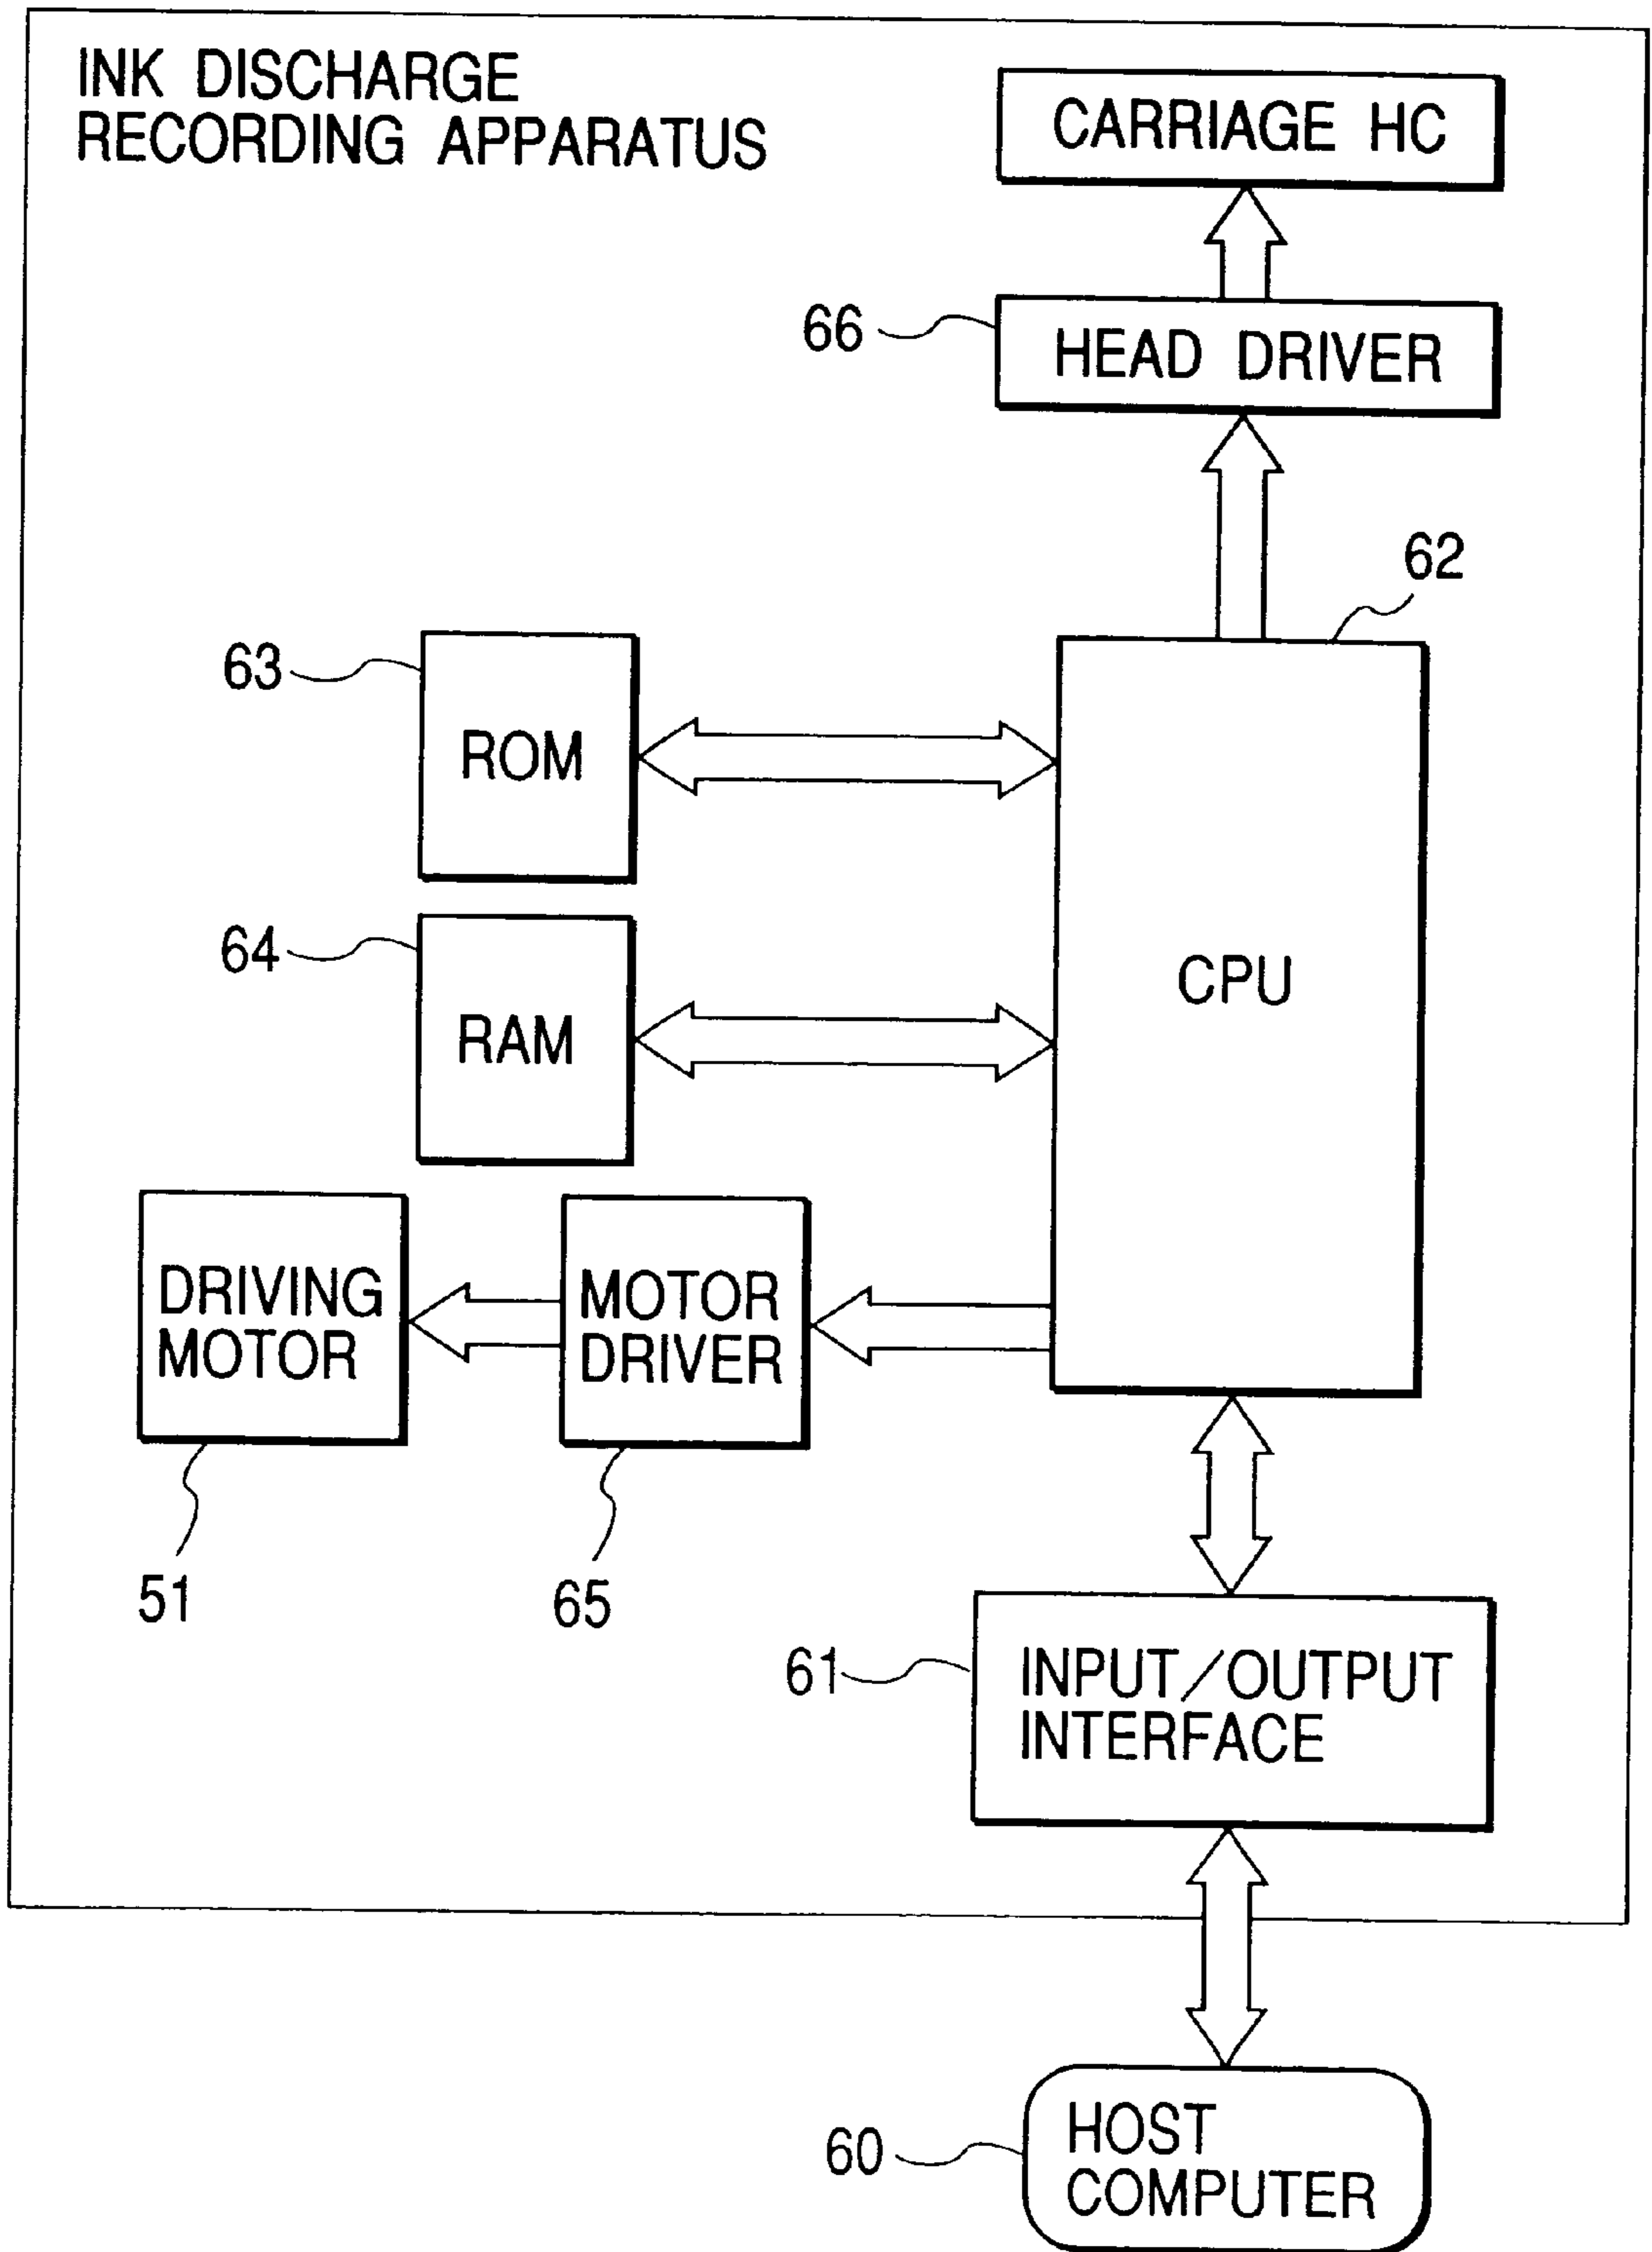 INK DISCHARGE
RECORDING APPARATUS
CARRIAGE HC
66
HEAD DRIVER
62
63
ROM
CPU
64
RAM
DRIVING
MOTOR
MOTOR
DRIVER
51
65
61
INPUT/OUTPUT
INTERFACE
60
HOST
COMPUTER